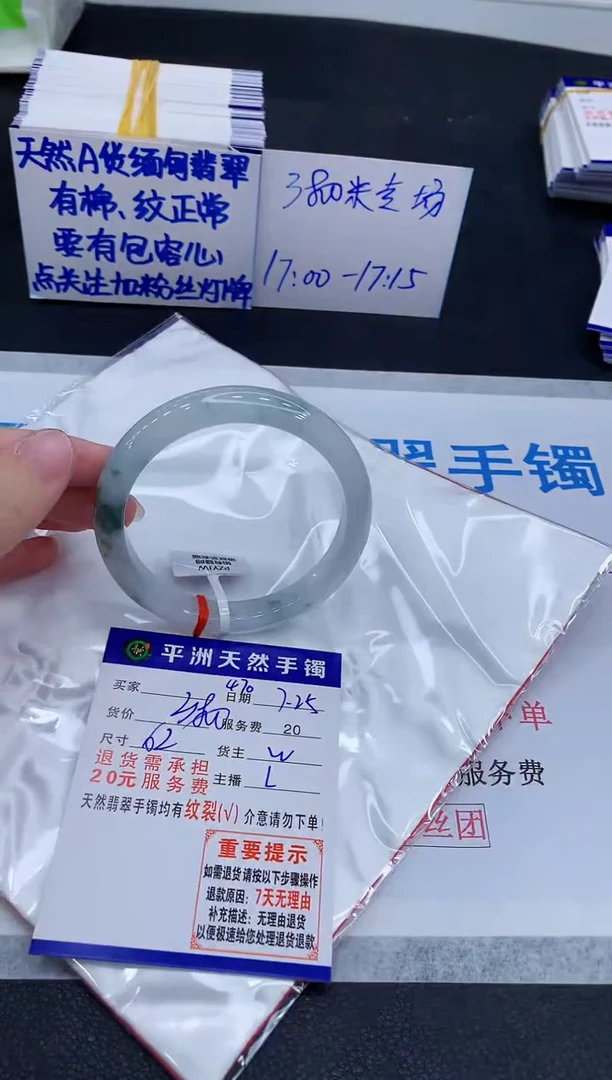 天然A货缅甸翡翠
有棉、纹正常
要有包容心
点关注加粉丝灯牌
380米专场
17:00-17:15
翠手镯
平洲天然手镯
买家 470 日期 7-25
货价 380 服务费 20
尺寸 62 货主 W
退货需承担
20元服务费
主播 L
天然翡翠手镯均有纹裂(√)介意请勿下单!
重要提示
如需退货请按以下步骤操作
退款原因：7天无理由
补充描述：无理由退货
以便极速给您处理退货退款
单
服务费
丝团